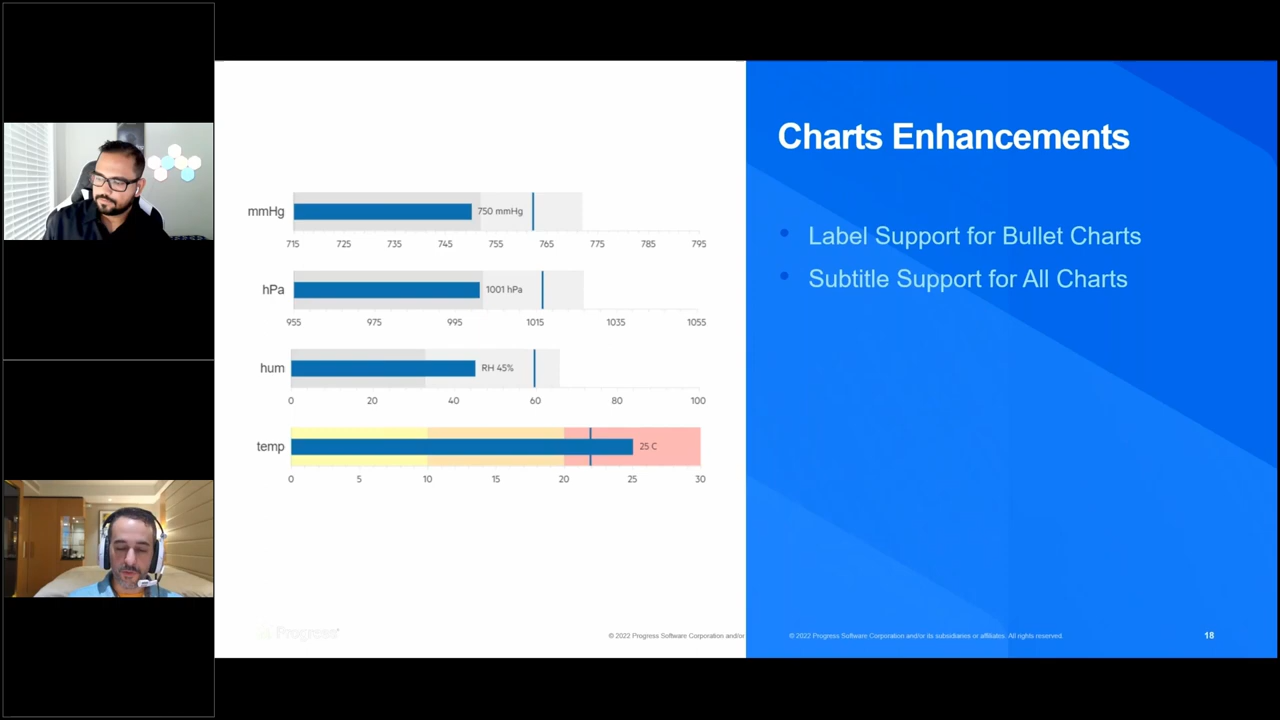 Charts Enhancements
• Label Support for Bullet Charts
• Subtitle Support for All Charts
mmHg
750 mmHg
715 725 735 745 755 765 775 785 795
hPa
1001 hPa
955 975 995 1015 1035 1055
hum
RH 45%
0 20 40 60 80 100
temp
25 C
0 5 10 15 20 25 30
Progress
© 2022 Progress Software Corporation and/or
© 2022 Progress Software Corporation and/or its subsidiaries or affiliates. All rights reserved.
18